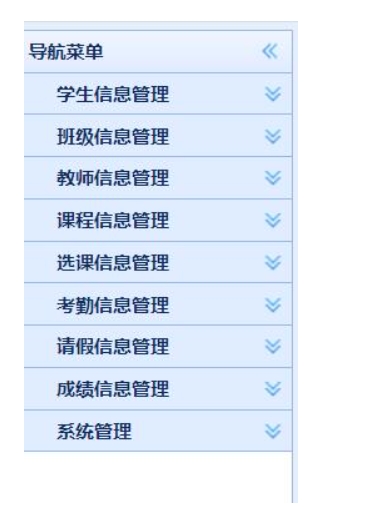 导航菜单
学生信息管理
班级信息管理
教师信息管理
课程信息管理
选课信息管理
考勤信息管理
请假信息管理
成绩信息管理
系统管理